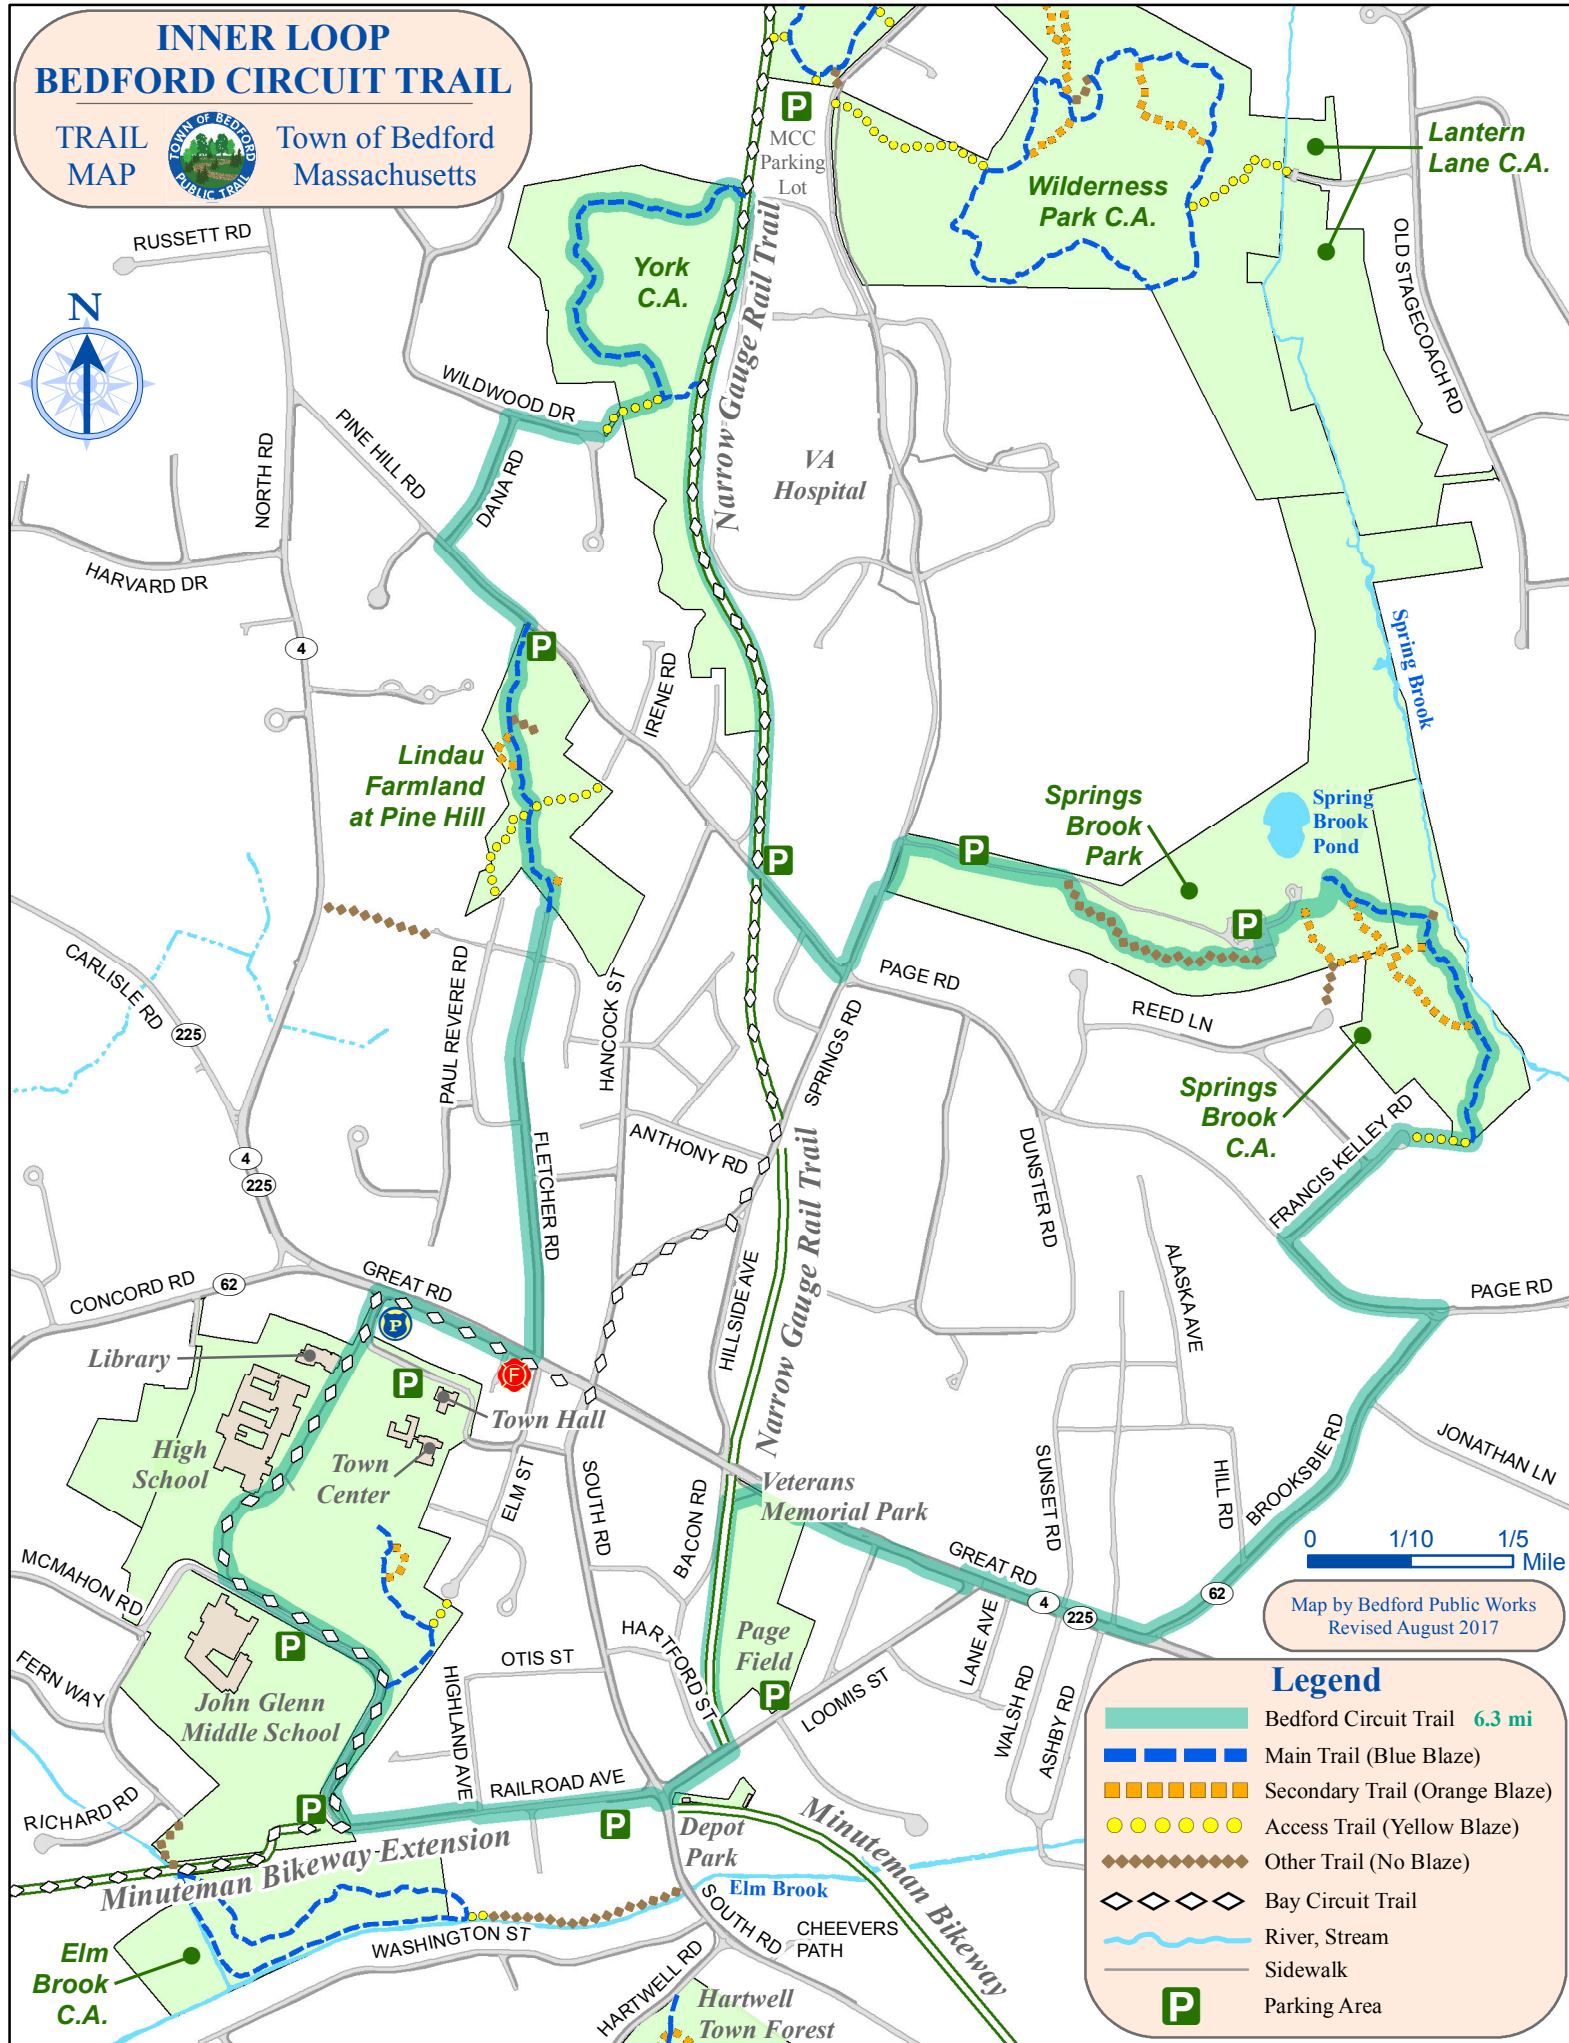 INNER LOOP
BEDFORD CIRCUIT TRAIL
TRAIL
MAP
TOWN OF BEDFORD
PUBLIC TRAIL
Town of Bedford
Massachusetts
P
MCC
Parking
Lot
Wilderness
Park C.A.
Lantern
Lane C.A.
OLD STAGECOACH RD
RUSSETT RD
N
York
C.A.
Narrow-Gauge Rail Trail
WILDWOOD DR
PINE HILL RD
NORTH RD
DANA RD
VA
Hospital
HARVARD DR
4
P
IRENE RD
Spring Brook
Lindau
Farmland
at Pine Hill
P
P
Springs
Brook
Park
Spring
Brook
Pond
P
CARLISLE RD
225
PAUL REVERE RD
HANCOCK ST
SPRINGS RD
PAGE RD
REED LN
Springs
Brook
C.A.
FRANCIS KELLEY RD
ANTHONY RD
FLETCHER RD
DUNSTER RD
4
225
Narrow Gauge Rail Trail
HILLSIDE AVE
ALASKA AVE
PAGE RD
CONCORD RD
62
GREAT RD
P
Library
P
F
Town Hall
High
School
Town
Center
ELM ST
SOUTH RD
BACON RD
Veterans
Memorial Park
SUNSET RD
HILL RD
BROOKSBIE RD
JONATHAN LN
0 1/10 1/5
Mile
GREAT RD
4
225
62
Map by Bedford Public Works
Revised August 2017
MCMAHON RD
FERN WAY
P
John Glenn
Middle School
OTIS ST
HIGHLAND AVE
HARTFORD ST
Page
Field
P
LOOMIS ST
LANE AVE
WALSH RD
ASHBY RD
RICHARD RD
P
RAILROAD AVE
P
Minuteman Bikeway Extension
Depot
Park
Minuteman Bikeway
Elm Brook
SOUTH RD
CHEEVERS
PATH
WASHINGTON ST
HARTWELL RD
Elm
Brook
C.A.
Hartwell
Town Forest
Legend
Bedford Circuit Trail 6.3 mi
Main Trail (Blue Blaze)
Secondary Trail (Orange Blaze)
Access Trail (Yellow Blaze)
Other Trail (No Blaze)
Bay Circuit Trail
River, Stream
Sidewalk
P Parking Area